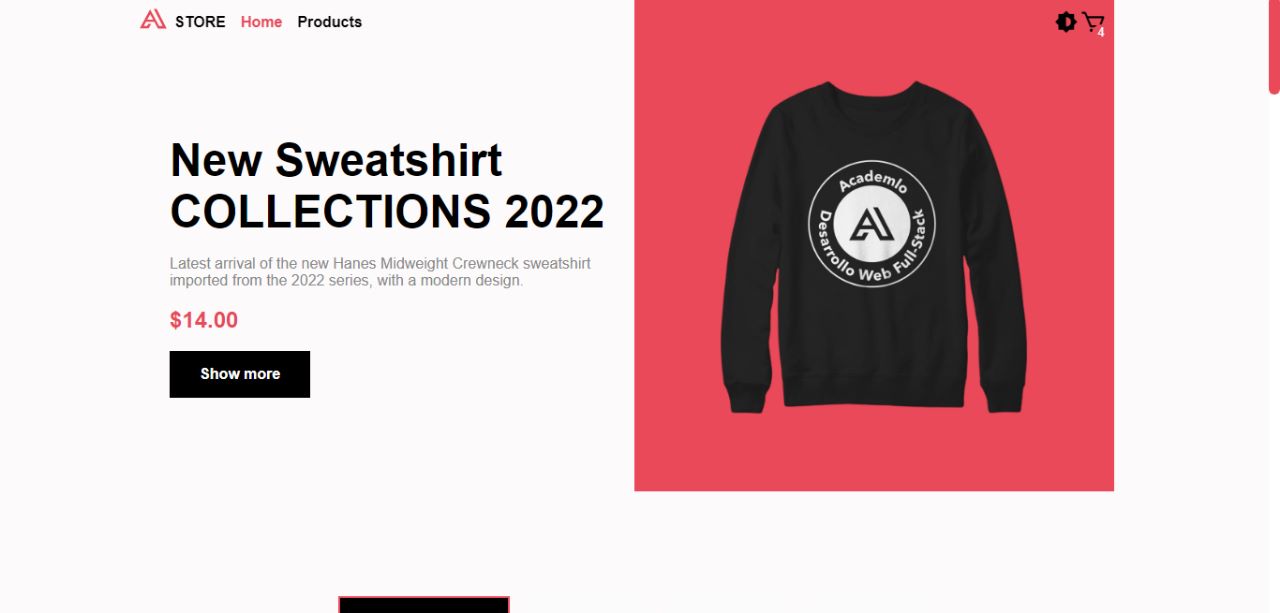 STORE Home Products
4
New Sweatshirt
COLLECTIONS 2022
Latest arrival of the new Hanes Midweight Crewneck sweatshirt
imported from the 2022 series, with a modern design.
$14.00
Show more
Academlo
Desarrollo Web Full-Stack